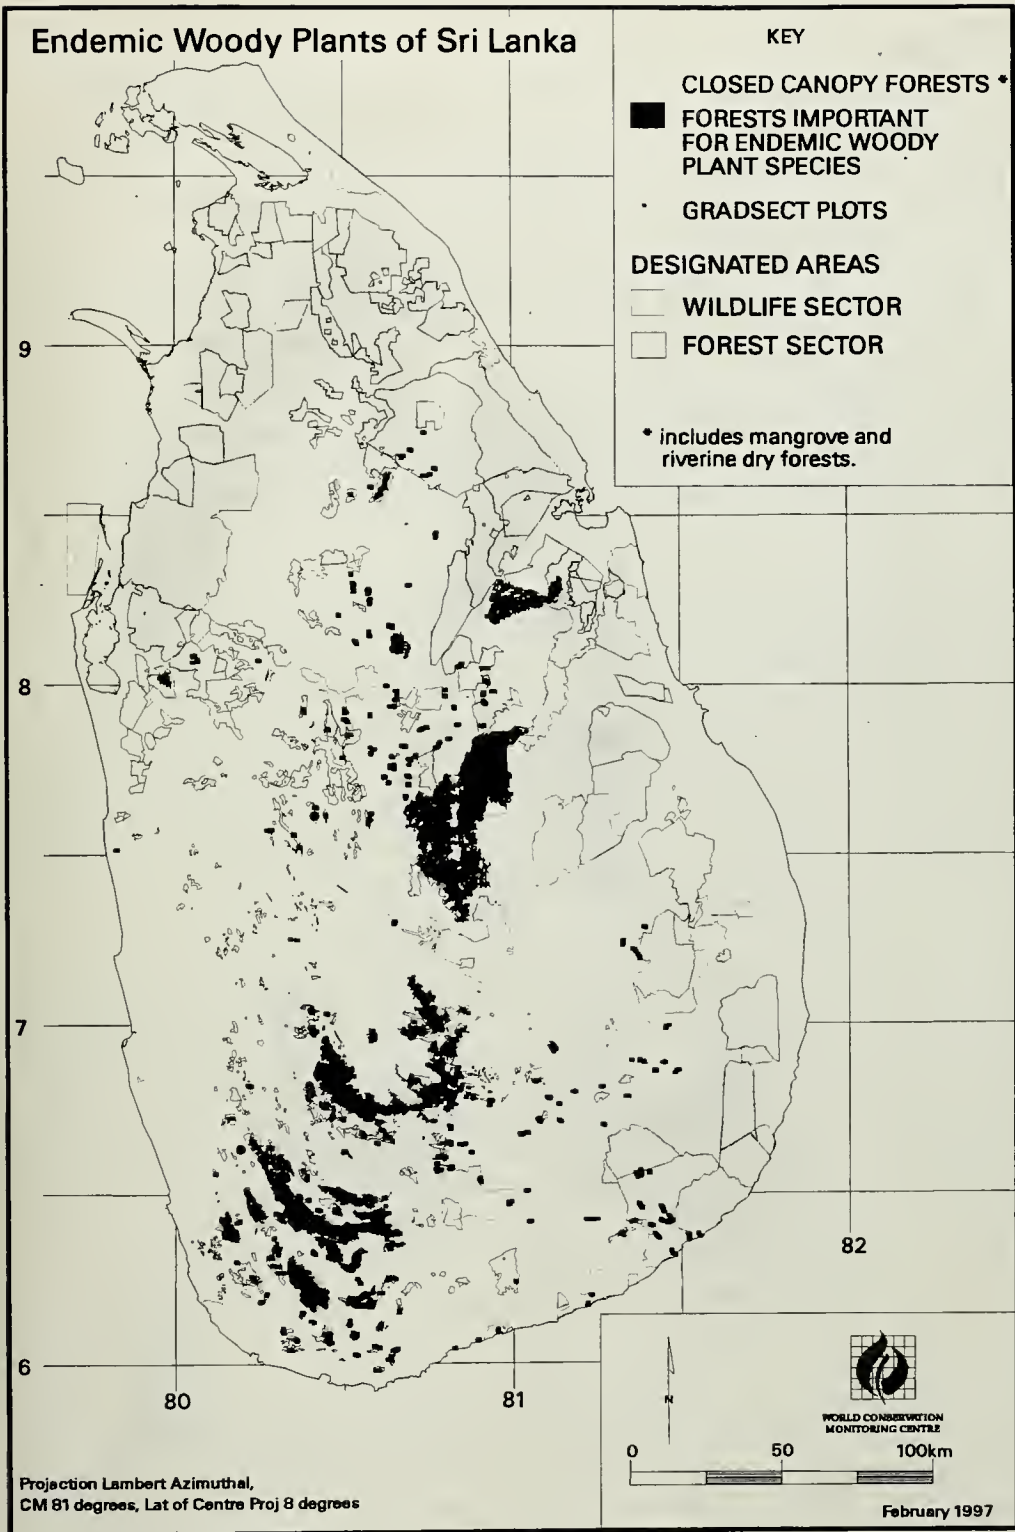 Endemic Woody Plants of Sri Lanka
KEY
CLOSED CANOPY FORESTS *
FORESTS IMPORTANT
FOR ENDEMIC WOODY
PLANT SPECIES
GRADSECT PLOTS
DESIGNATED AREAS
WILDLIFE SECTOR
FOREST SECTOR
* includes mangrove and
riverine dry forests.
9
8
7
6
80
81
82
N
WORLD CONSERVATION
MONITORING CENTRE
0 50 100km
Projection Lambert Azimuthal,
CM 81 degrees, Lat of Centre Proj 8 degrees
February 1997